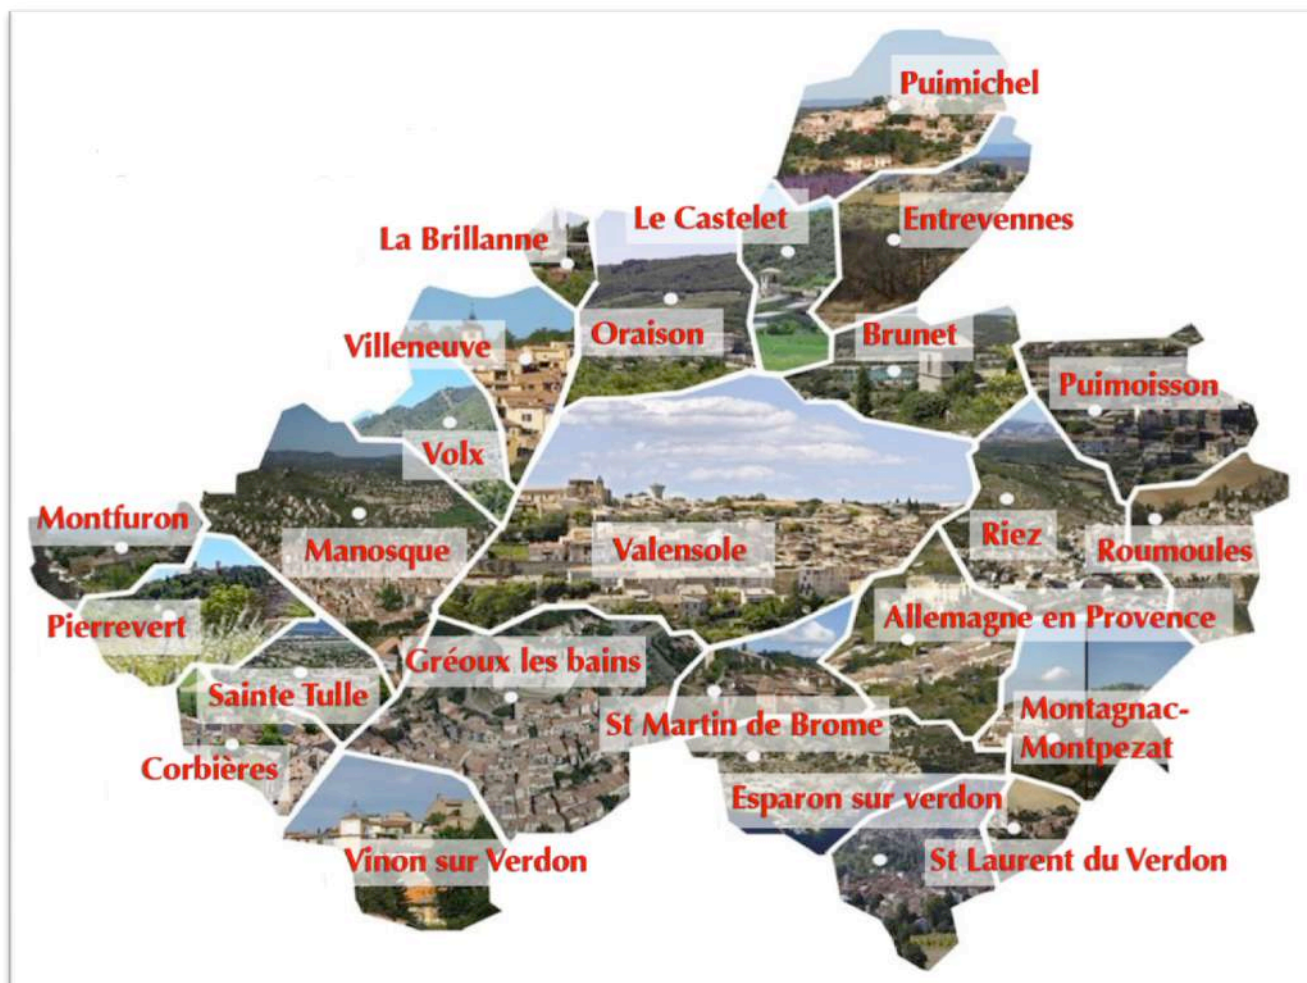 Puimichel
Le Castelet
Entrevennes
La Brillanne
Villeneuve
Oraison
Brunet
Puimoisson
Volx
Montfuron
Manosque
Valensole
Riez
Roumoules
Pierrevert
Allemagne en Provence
Gréoux les bains
Sainte Tulle
St Martin de Brome
Montagnac-
Montpezat
Corbières
Esparon sur verdon
Vinon sur Verdon
St Laurent du Verdon